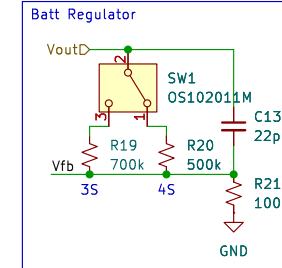 Batt Regulator
Vout
2
SW1
OS102011M
3
1
C13
22p
R19
700k
R20
500k
Vfb
3S
4S
R21
100
GND